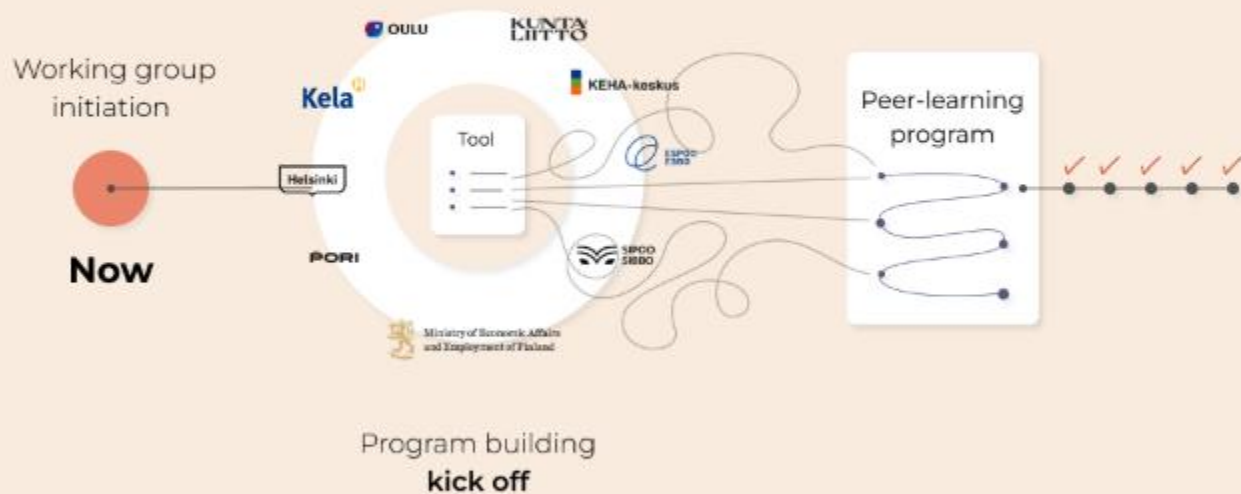 Working group
initiation
Now
OULU
KUNTA
LIITTO
Kela
KEHA-keskus
Tool
ESPOO
ESBO
Helsinki
PORI
SIPOO
SIBBO
Ministry of Economic Affairs
and Employment of Finland
Peer-learning
program
Program building
kick off